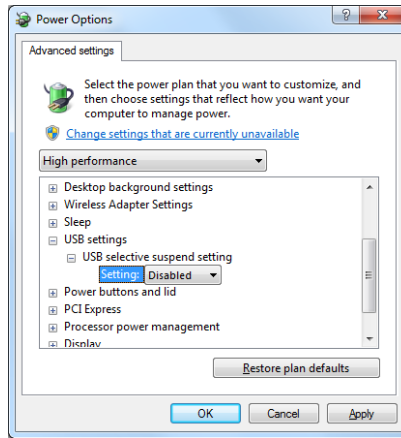 Power Options
Advanced settings
Select the power plan that you want to customize, and
then choose settings that reflect how you want your
computer to manage power.
Change settings that are currently unavailable
High performance
Desktop background settings
Wireless Adapter Settings
Sleep
USB settings
USB selective suspend setting
Setting: Disabled
Power buttons and lid
PCI Express
Processor power management
Display
Restore plan defaults
OK Cancel Apply